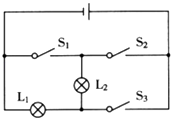 S₁ S₂
L₂
L₁ S₃